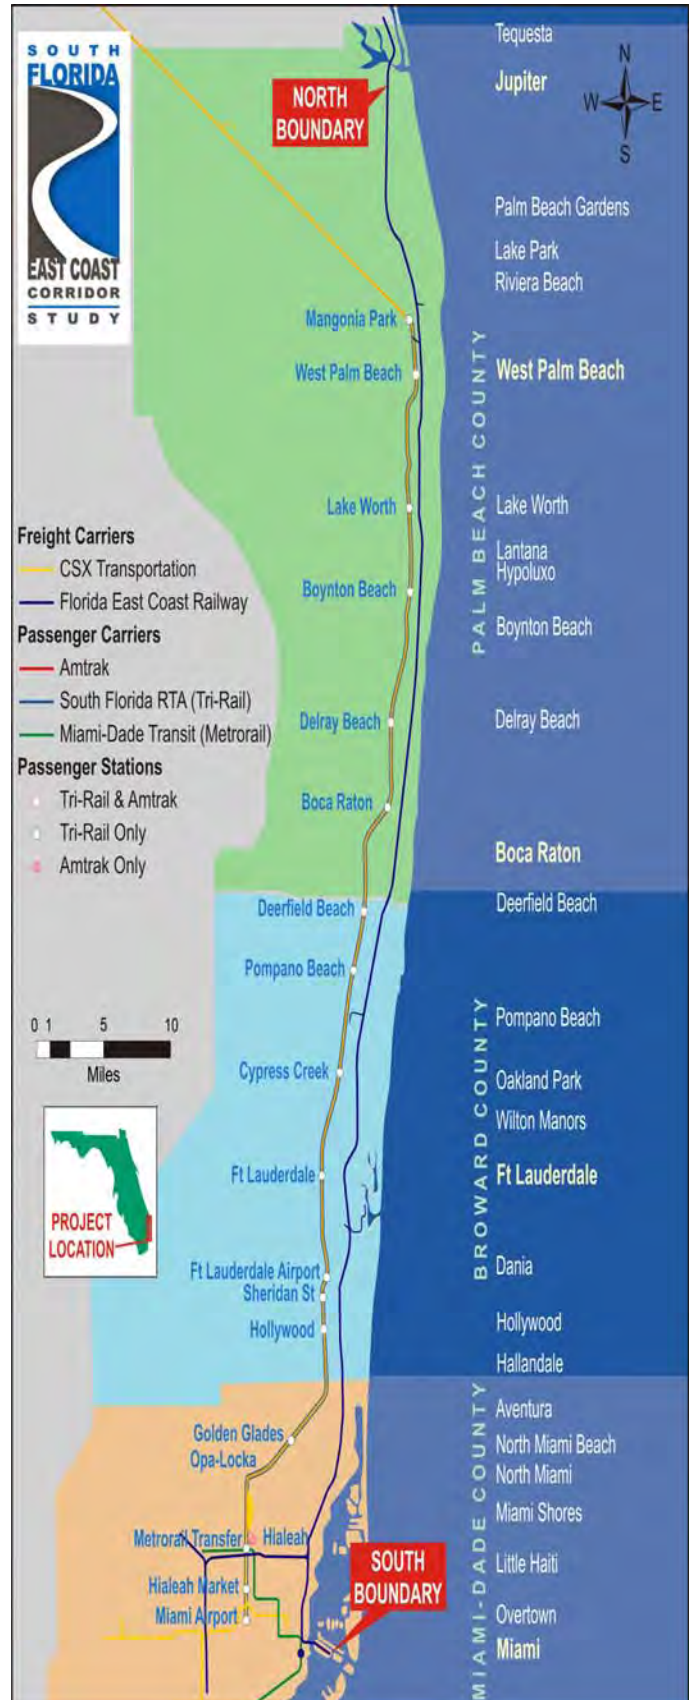 SOUTH
FLORIDA
EAST COAST
CORRIDOR
STUDY
NORTH
BOUNDARY
Tequesta
Jupiter
N
W
E
S
Palm Beach Gardens
Lake Park
Riviera Beach
Mangonia Park
West Palm Beach
PALM BEACH COUNTY
West Palm Beach
Lake Worth
Lake Worth
Lantana
Hypoluxo
Boynton Beach
Boynton Beach
Delray Beach
Delray Beach
Boca Raton
Boca Raton
Freight Carriers
CSX Transportation
Florida East Coast Railway
Passenger Carriers
Amtrak
South Florida RTA (Tri-Rail)
Miami-Dade Transit (Metrorail)
Passenger Stations
Tri-Rail & Amtrak
Tri-Rail Only
Amtrak Only
Deerfield Beach
Deerfield Beach
Pompano Beach
BROWARD COUNTY
Pompano Beach
0 1 5 10
Miles
Cypress Creek
Oakland Park
Wilton Manors
PROJECT
LOCATION
Ft Lauderdale
Ft Lauderdale
Ft Lauderdale Airport
Dania
Sheridan St
Hollywood
Hollywood
Hallandale
MIAMI-DADE COUNTY
Aventura
Golden Glades
North Miami Beach
Opa-Locka
North Miami
Miami Shores
Metrorail Transfer
Hialeah
SOUTH
BOUNDARY
Little Haiti
Hialeah Market
Miami Airport
Overtown
Miami